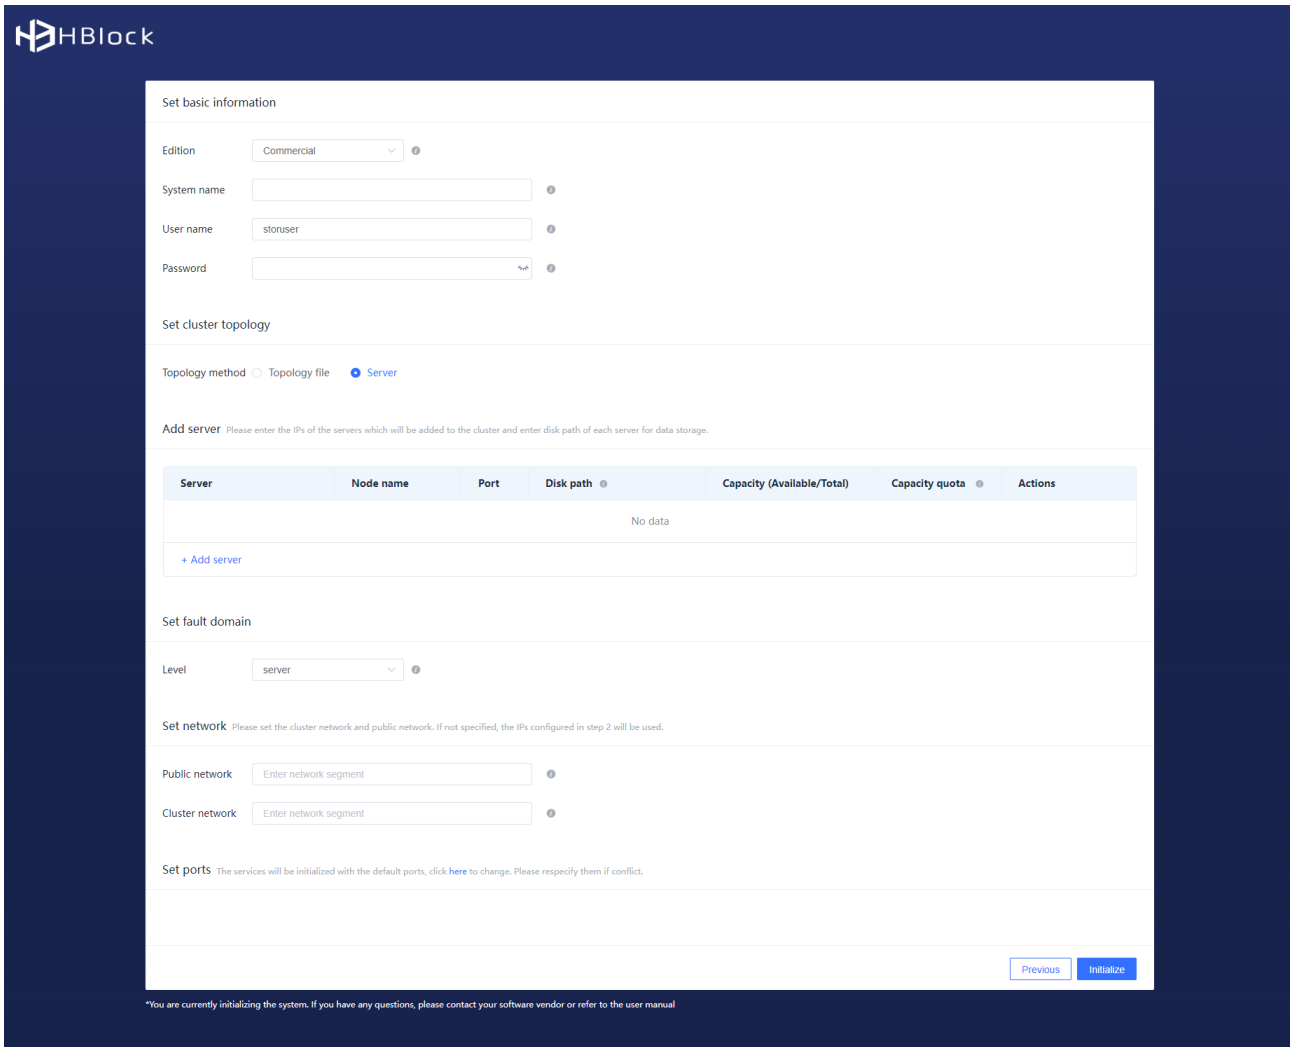 HBlock
Set basic information
Edition Commercial
System name
User name storuser
Password
Set cluster topology
Topology method Topology file Server
Add server Please enter the IPs of the servers which will be added to the cluster and enter disk path of each server for data storage.
Server Node name Port Disk path Capacity (Available/Total) Capacity quota Actions
No data
+ Add server
Set fault domain
Level server
Set network Please set the cluster network and public network. If not specified, the IPs configured in step 2 will be used.
Public network Enter network segment
Cluster network Enter network segment
Set ports The services will be initialized with the default ports, click here to change. Please respecify them if conflict.
Previous Initialize
*You are currently initializing the system. If you have any questions, please contact your software vendor or refer to the user manual